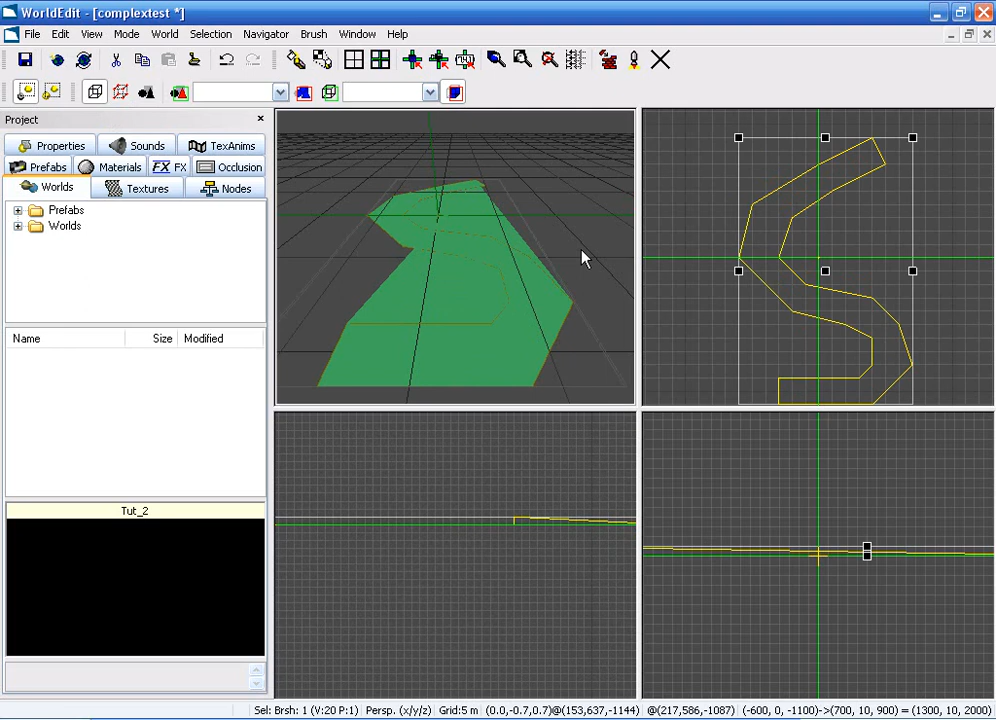 WorldEdit - [complextest *]
File Edit View Mode World Selection Navigator Brush Window Help
Project
Properties Sounds TexAnims
Prefabs Materials FX FX Occlusion
Worlds Textures Nodes
Prefabs
Worlds
Name Size Modified
Tut_2
Sel: Brsh: 1 (V:20 P:1) Persp. (x/y/z) Grid:5 m (0.0,-0.7,0.7)@(153,637,-1144) @(217,586,-1087) (-600, 0, -1100)->(700, 10, 900) = (1300, 10, 2000)